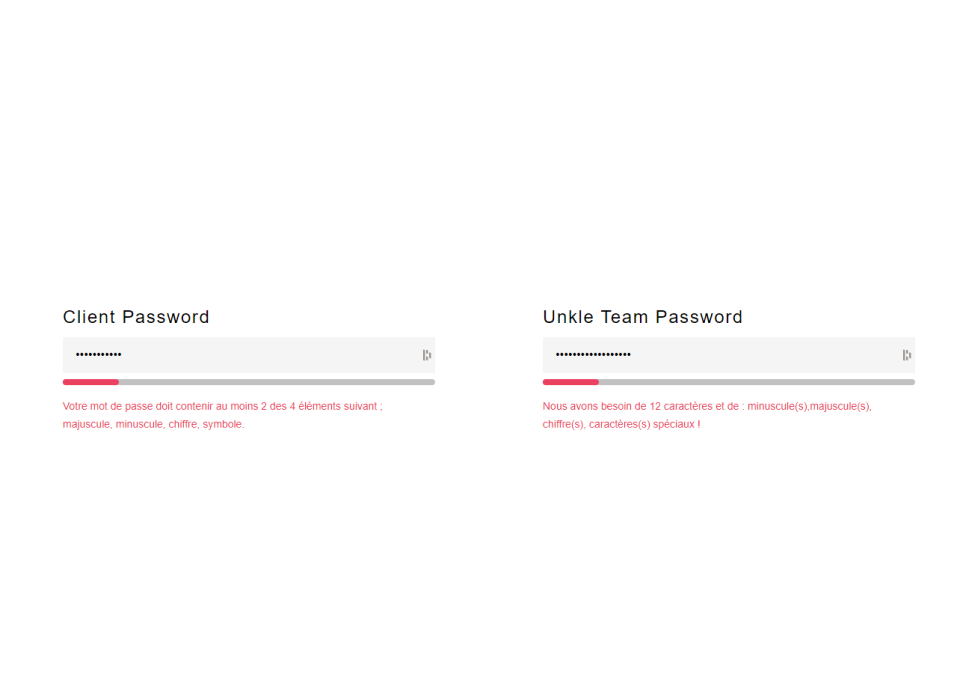 Client Password
•••••••••••
Votre mot de passe doit contenir au moins 2 des 4 éléments suivant ;
majuscule, minuscule, chiffre, symbole.
Unkle Team Password
••••••••••••••••••
Nous avons besoin de 12 caractères et de : minuscule(s),majuscule(s),
chiffre(s), caractères(s) spéciaux !